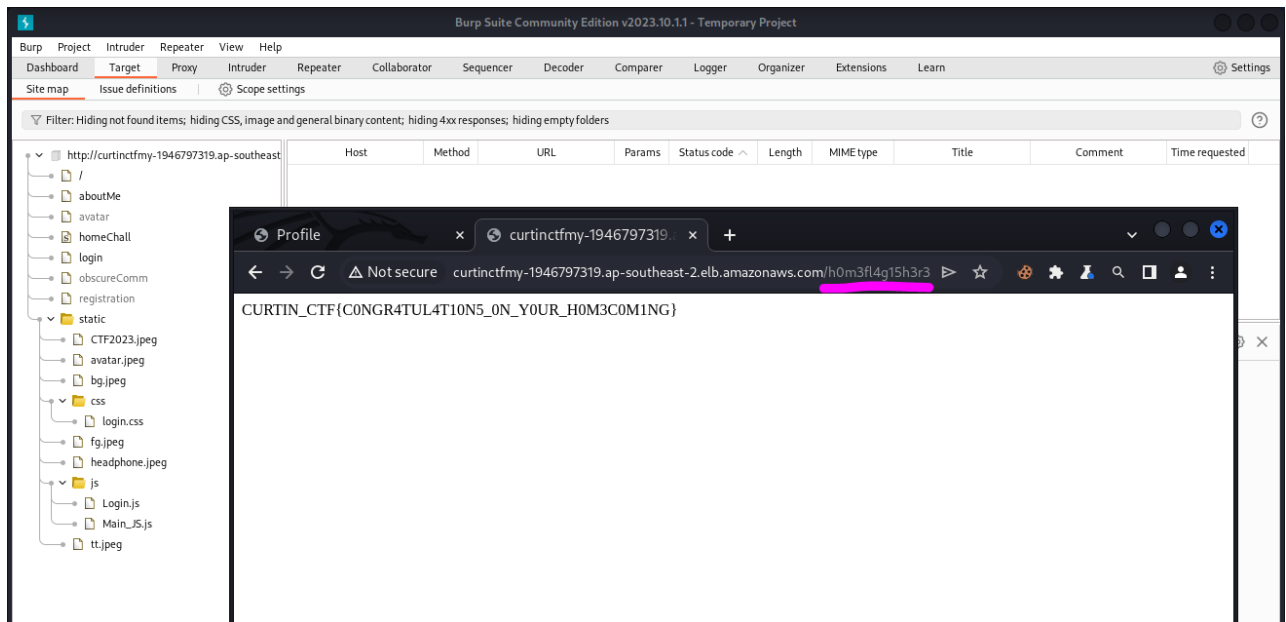 Burp Suite Community Edition v2023.10.1.1 - Temporary Project
Burp Project Intruder Repeater View Help
Dashboard Target Proxy Intruder Repeater Collaborator Sequencer Decoder Comparer Logger Organizer Extensions Learn Settings
Site map Issue definitions Scope settings
Filter: Hiding not found items; hiding CSS, image and general binary content; hiding 4xx responses; hiding empty folders
http://curtinctfmy-1946797319.ap-southeast
Host Method URL Params Status code Length MIME type Title Comment Time requested
/
aboutMe
avatar
homeChall
login
obscureComm
registration
static
CTF2023.jpeg
avatar.jpeg
bg.jpeg
css
login.css
fg.jpeg
headphone.jpeg
js
Login.js
Main_JS.js
tt.jpeg
Profile
curtinctfmy-1946797319.
Not secure curtinctfmy-1946797319.ap-southeast-2.elb.amazonaws.com/h0m3fl4g15h3r3
CURTIN_CTF{C0NGR4TUL4T10N5_0N_Y0UR_H0M3C0M1NG}